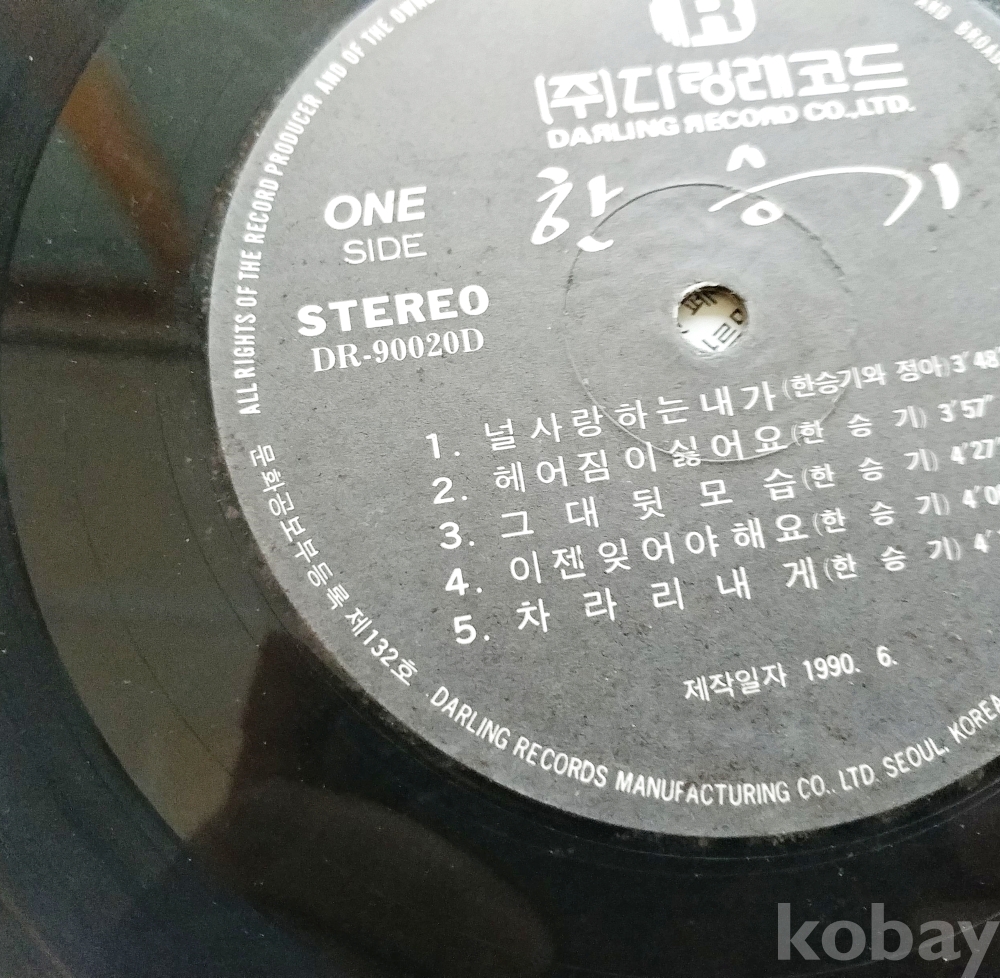 ALL RIGHTS OF THE RECORD PRODUCER AND OF THE
AND
R
(주)다링래코드
DARLING RECORD CO.,LTD.
한승기
ONE
SIDE
STEREO
DR-90020D
1. 널사랑하는내가(한승기와 정아)3'48"
2. 헤어짐이싫어요(한 승 기) 3'57"
3. 그 대 뒷 모 습(한 승 기) 4'27"
4. 이젠잊어야해요(한 승 기)
5. 차 라 리 내 게(한 승 기)
제작일자 1990. 6.
문화공보부등록 제132호
DARLING RECORDS MANUFACTURING CO., LTD. SEOUL, KOREA
kobay